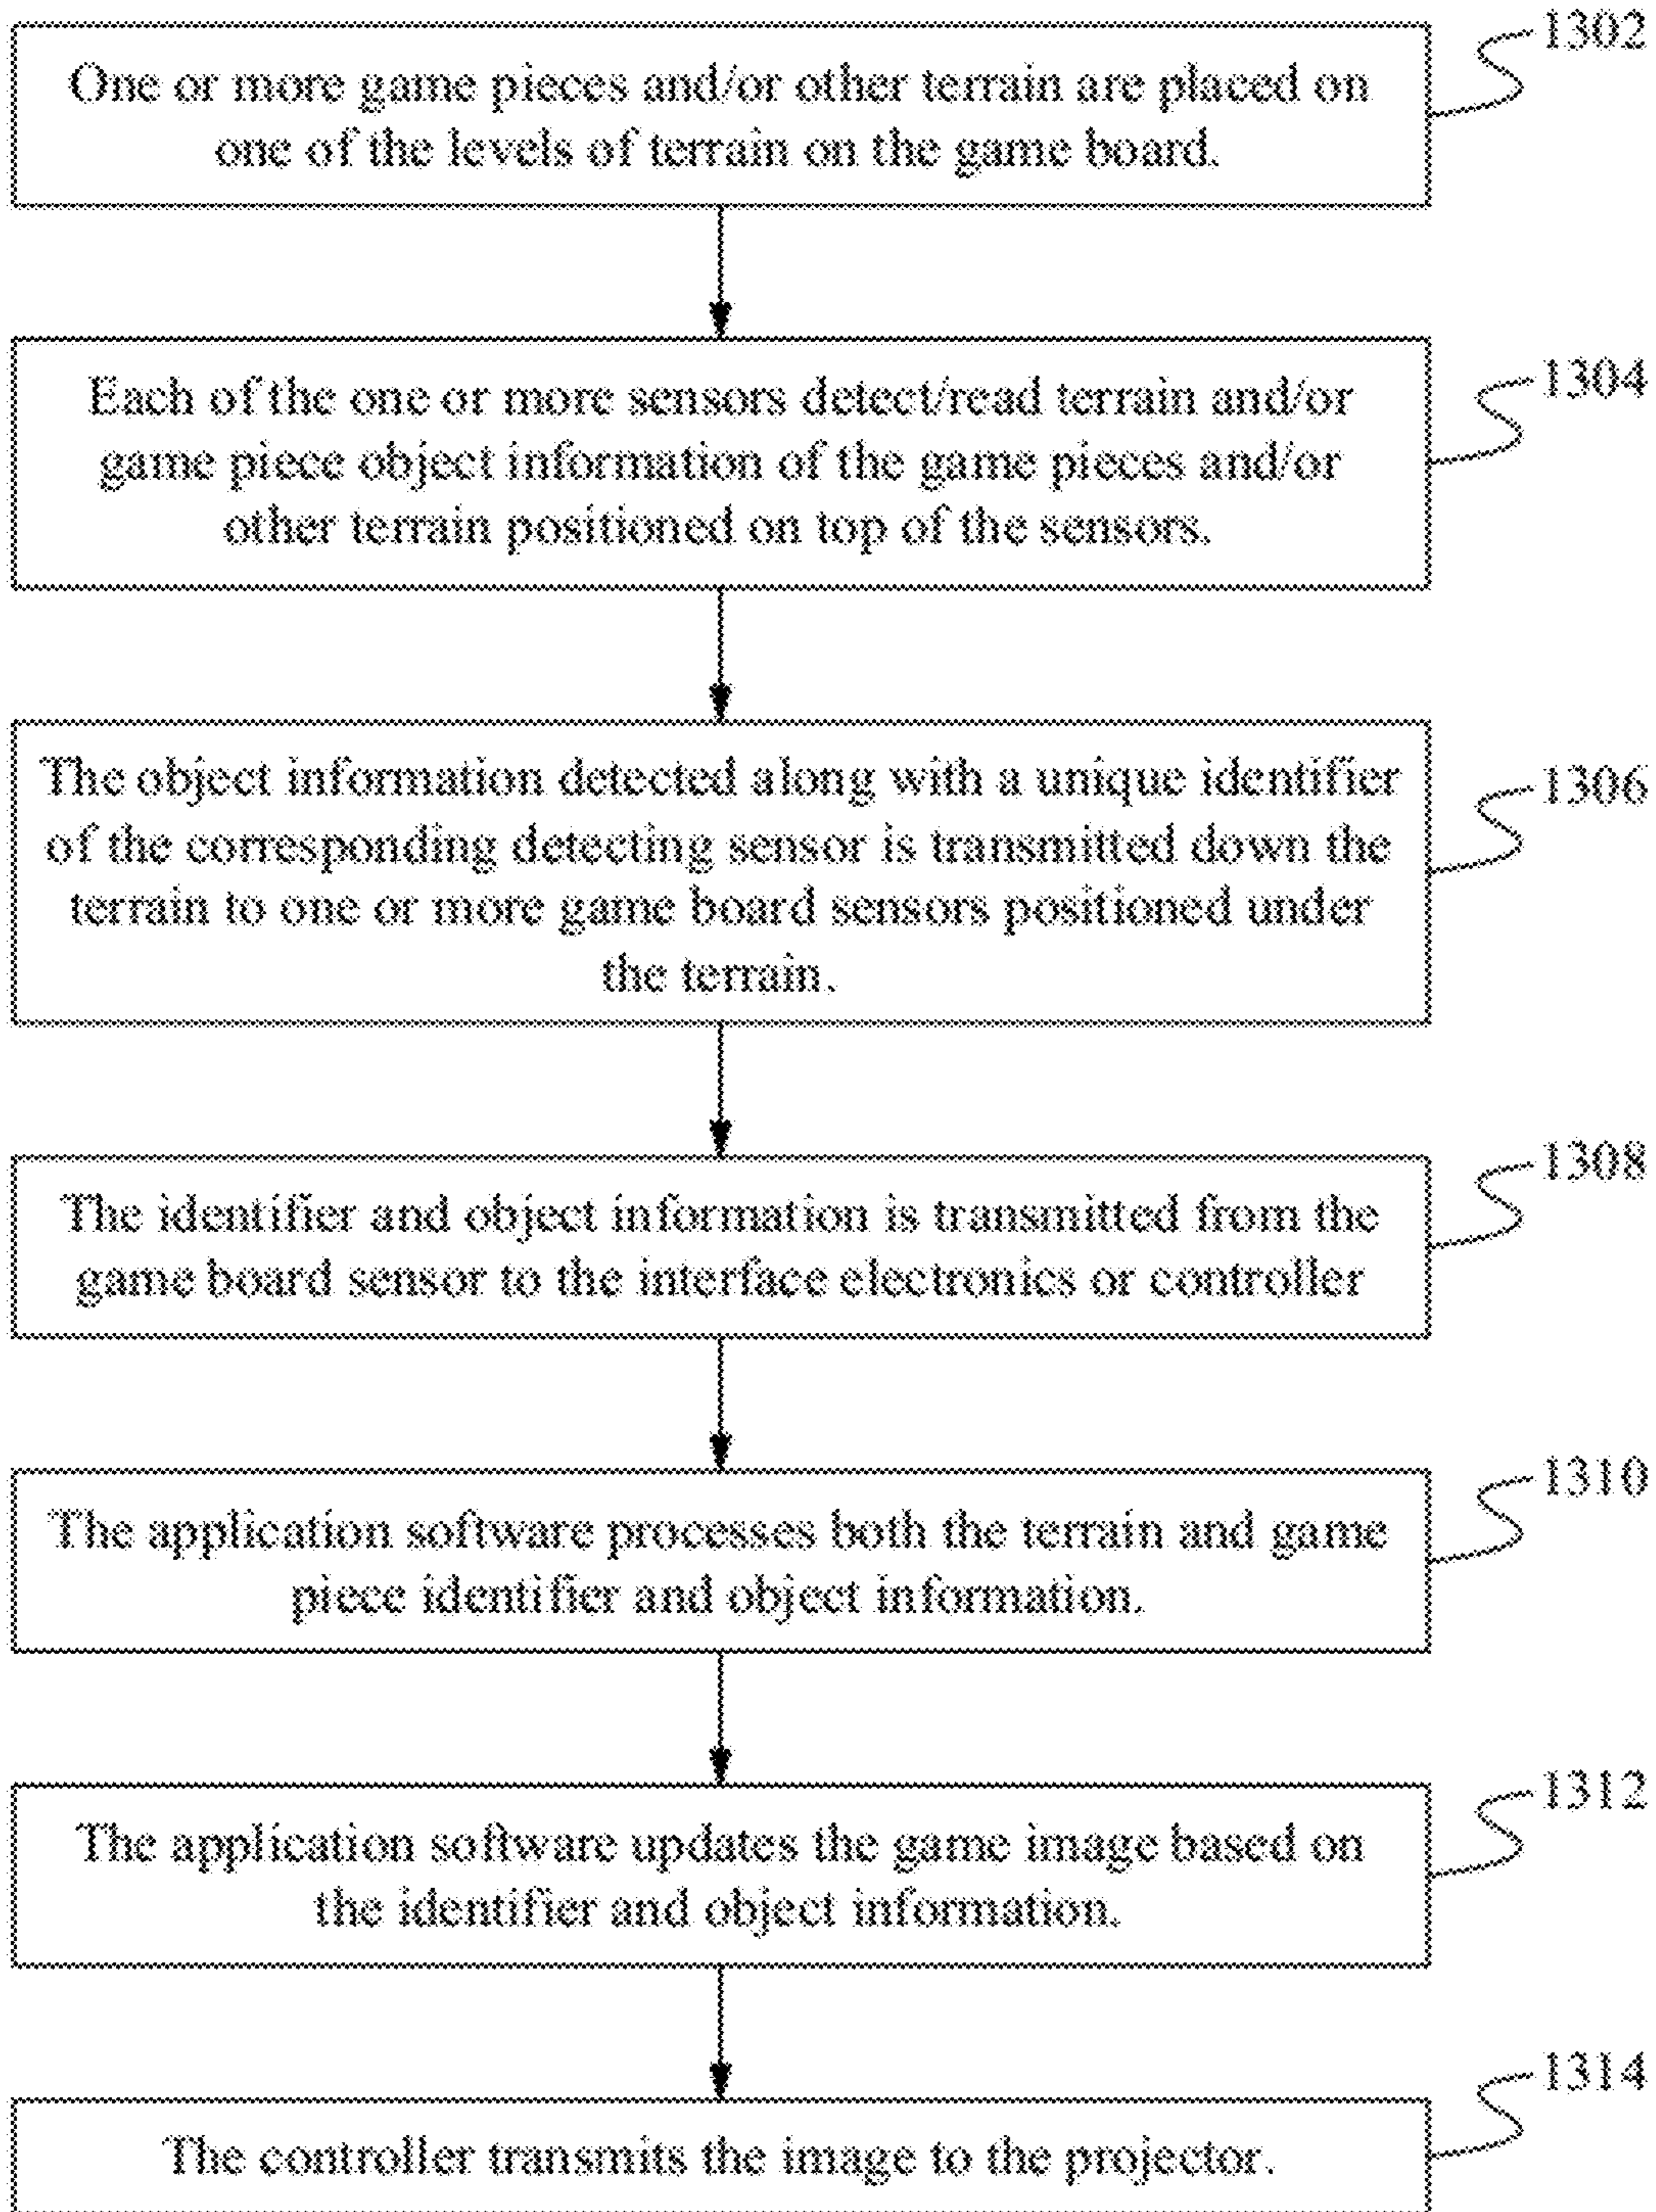 1302
One or more game pieces and/or other terrain are placed on
one of the levels of terrain on the game board.
1304
Each of the one or more sensors detect/read terrain and/or
game piece object information of the game pieces and/or
other terrain positioned on top of the sensors.
1306
The object information detected along with a unique identifier
of the corresponding detecting sensor is transmitted down the
terrain to one or more game board sensors positioned under
the terrain.
1308
The identifier and object information is transmitted from the
game board sensor to the interface electronics or controller
1310
The application software processes both the terrain and game
piece identifier and object information.
1312
The application software updates the game image based on
the identifier and object information.
1314
The controller transmits the image to the projector.